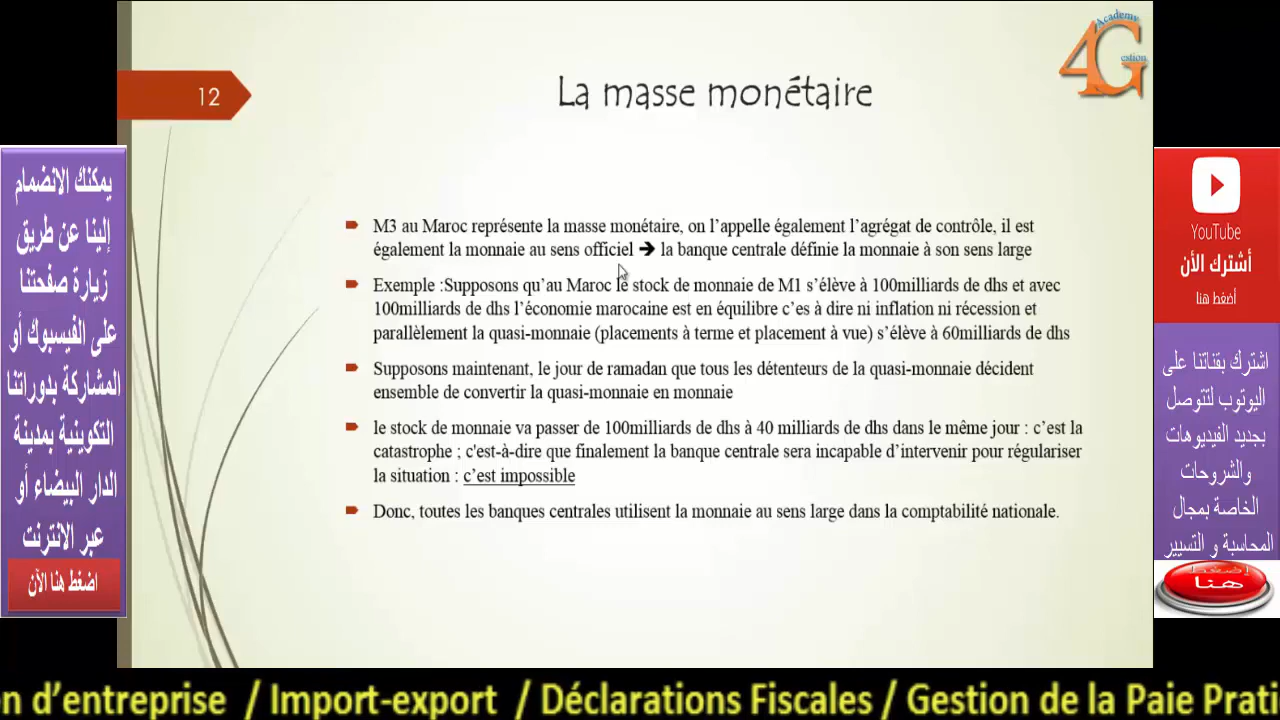 12
La masse monétaire
Academy
4G
estion
M3 au Maroc représente la masse monétaire, on l'appelle également l'agrégat de contrôle, il est
également la monnaie au sens officiel ➔ la banque centrale définie la monnaie à son sens large
Exemple :Supposons qu'au Maroc le stock de monnaie de M1 s'élève à 100milliards de dhs et avec
100milliards de dhs l'économie marocaine est en équilibre c'es à dire ni inflation ni récession et
parallèlement la quasi-monnaie (placements à terme et placement à vue) s'élève à 60milliards de dhs
Supposons maintenant, le jour de ramadan que tous les détenteurs de la quasi-monnaie décident
ensemble de convertir la quasi-monnaie en monnaie
le stock de monnaie va passer de 100milliards de dhs à 40 milliards de dhs dans le même jour : c'est la
catastrophe ; c'est-à-dire que finalement la banque centrale sera incapable d'intervenir pour régulariser
la situation : c'est impossible
Donc, toutes les banques centrales utilisent la monnaie au sens large dans la comptabilité nationale.
يمكنك الانضمام
إلينا عن طريق
زيارة صفحتنا
على الفيسبوك أو
المشاركة بدوراتنا
التكوينية بمدينة
الدار البيضاء أو
عبر الانترنت
اضغط هنا الآن
YouTube
أشترك الأن
اضغط هنا
اشترك بقناتنا على
اليوتوب لتتوصل
بجديد الفيديوهات
والشروحات
الخاصة بمجال
المحاسبة و التسيير
إضغط
هنا
on d'entreprise / Import-export / Déclarations Fiscales / Gestion de la Paie Prati